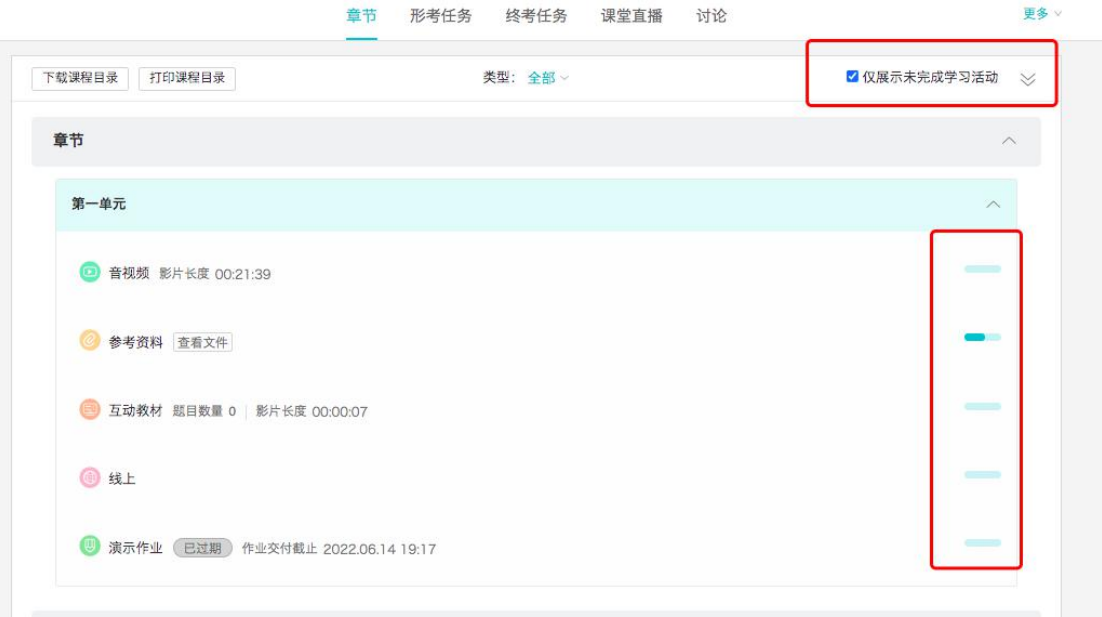 章节 形考任务 终考任务 课堂直播 讨论 更多
下载课程目录 打印课程目录 类型： 全部 仅展示未完成学习活动
章节
第一单元
音视频 影片长度 00:21:39
参考资料 查看文件
互动教材 题目数量 0 影片长度 00:00:07
线上
演示作业 已过期 作业交付截止 2022.06.14 19:17